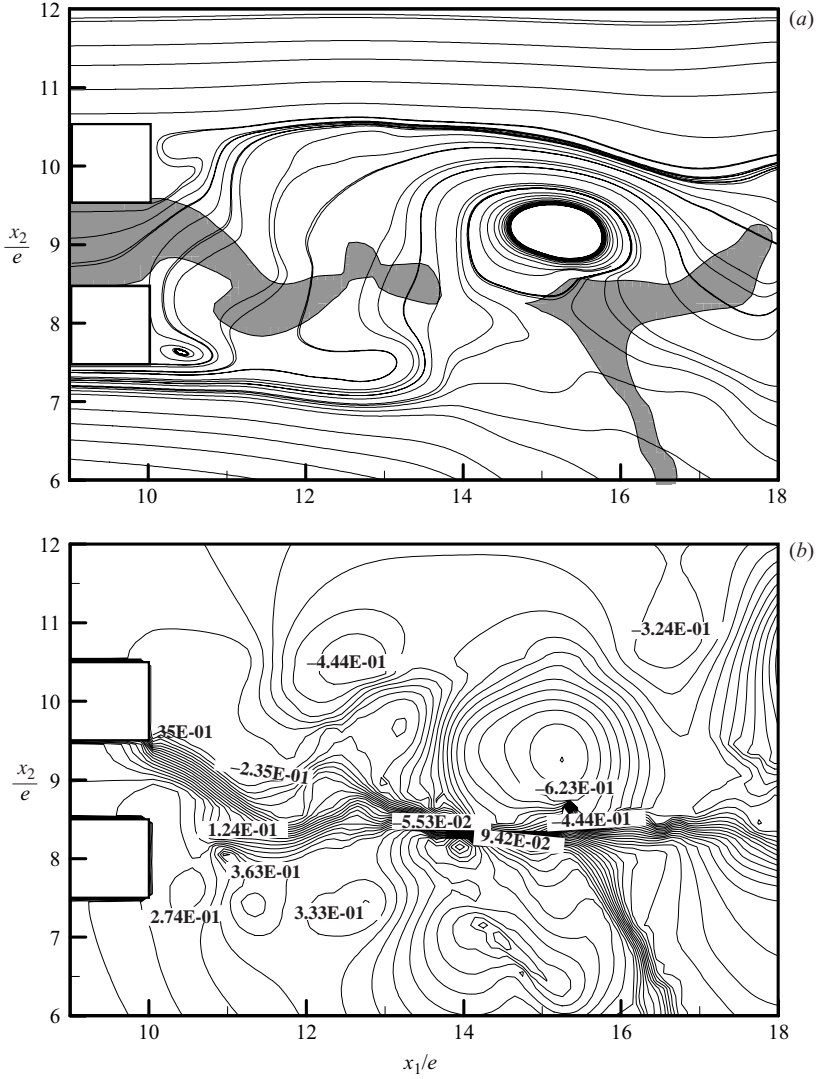 12
(a)
11
10
x2
e
9
8
7
6
10
12
14
16
18
12
(b)
11
–3.24E-01
–4.44E-01
10
35E-01
x2
e
9
–2.35E-01
–6.23E-01
–5.53E-02
–4.44E-01
1.24E-01
9.42E-02
8
3.63E-01
2.74E-01
3.33E-01
7
6
10
12
14
16
18
x1/e